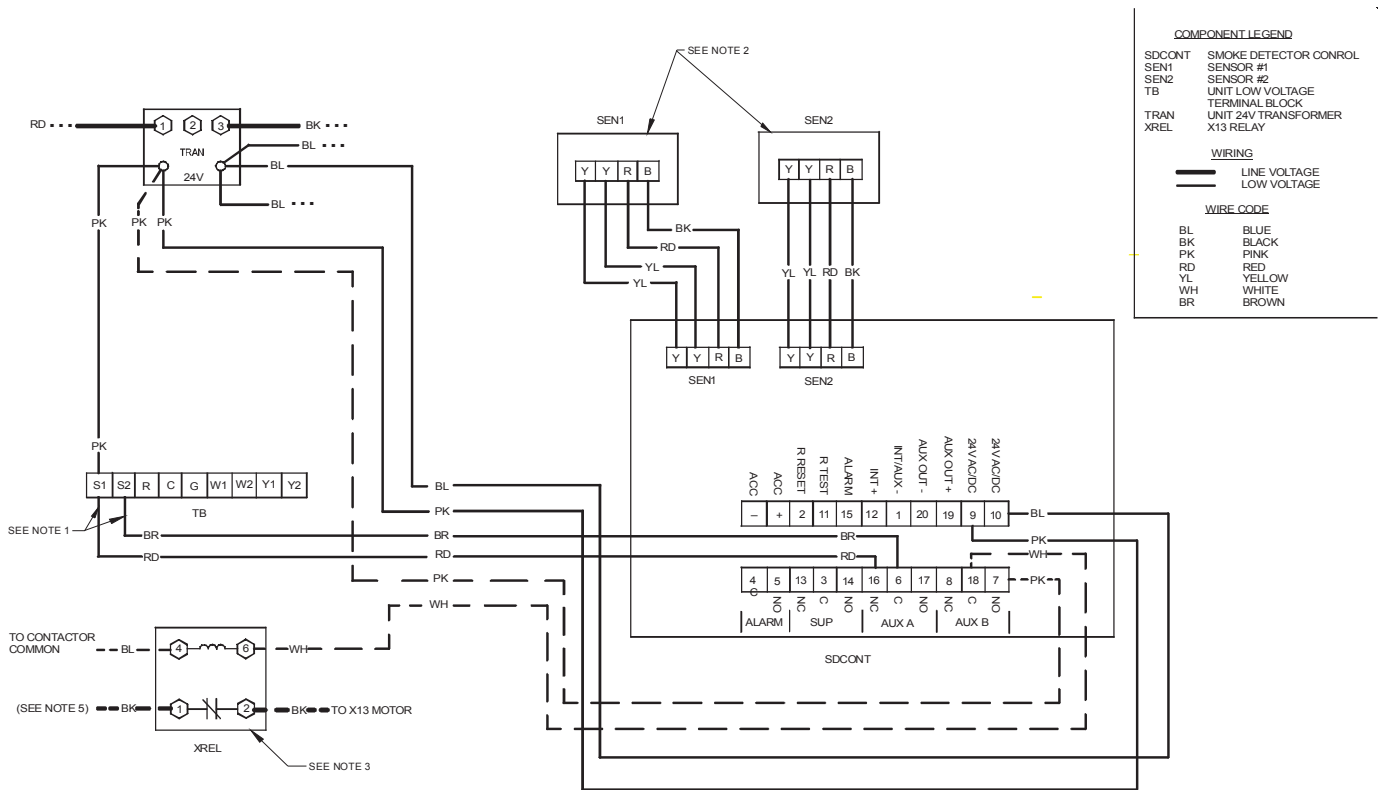 SEE NOTE 2
COMPONENT LEGEND
SDCONT SMOKE DETECTOR CONROL
SEN1 SENSOR #1
SEN2 SENSOR #2
TB UNIT LOW VOLTAGE
TERMINAL BLOCK
TRAN UNIT 24V TRANSFORMER
XREL X13 RELAY
WIRING
LINE VOLTAGE
LOW VOLTAGE
WIRE CODE
BL BLUE
BK BLACK
PK PINK
RD RED
YL YELLOW
WH WHITE
BR BROWN
RD 1 2 3 BK
BL
TRAN
BL
24V
BL
PK PK PK
SEN1 SEN2
Y Y R B
Y Y R B
BK
RD
YL
YL
YL YL RD BK
Y Y R B
Y Y R B
SEN1 SEN2
PK
S1 S2 R C G W1 W2 Y1 Y2
TB
SEE NOTE 1
BL
PK
BR BR BR
RD RD RD
PK
WH
ACC ACC R RESET R TEST ALARM INT + INT/AUX - AUX OUT - AUX OUT + 24V AC/DC 24V AC/DC
– + 2 11 15 12 1 20 19 9 10
BL
PK
WH
PK
4 5 13 3 14 16 6 17 8 18 7
C NO NC C NO NC C NO NC C NO
ALARM SUP AUX A AUX B
SDCONT
TO CONTACTOR
COMMON BL 4 6 WH
(SEE NOTE 5) BK 1 2 BK TO X13 MOTOR
XREL
SEE NOTE 3